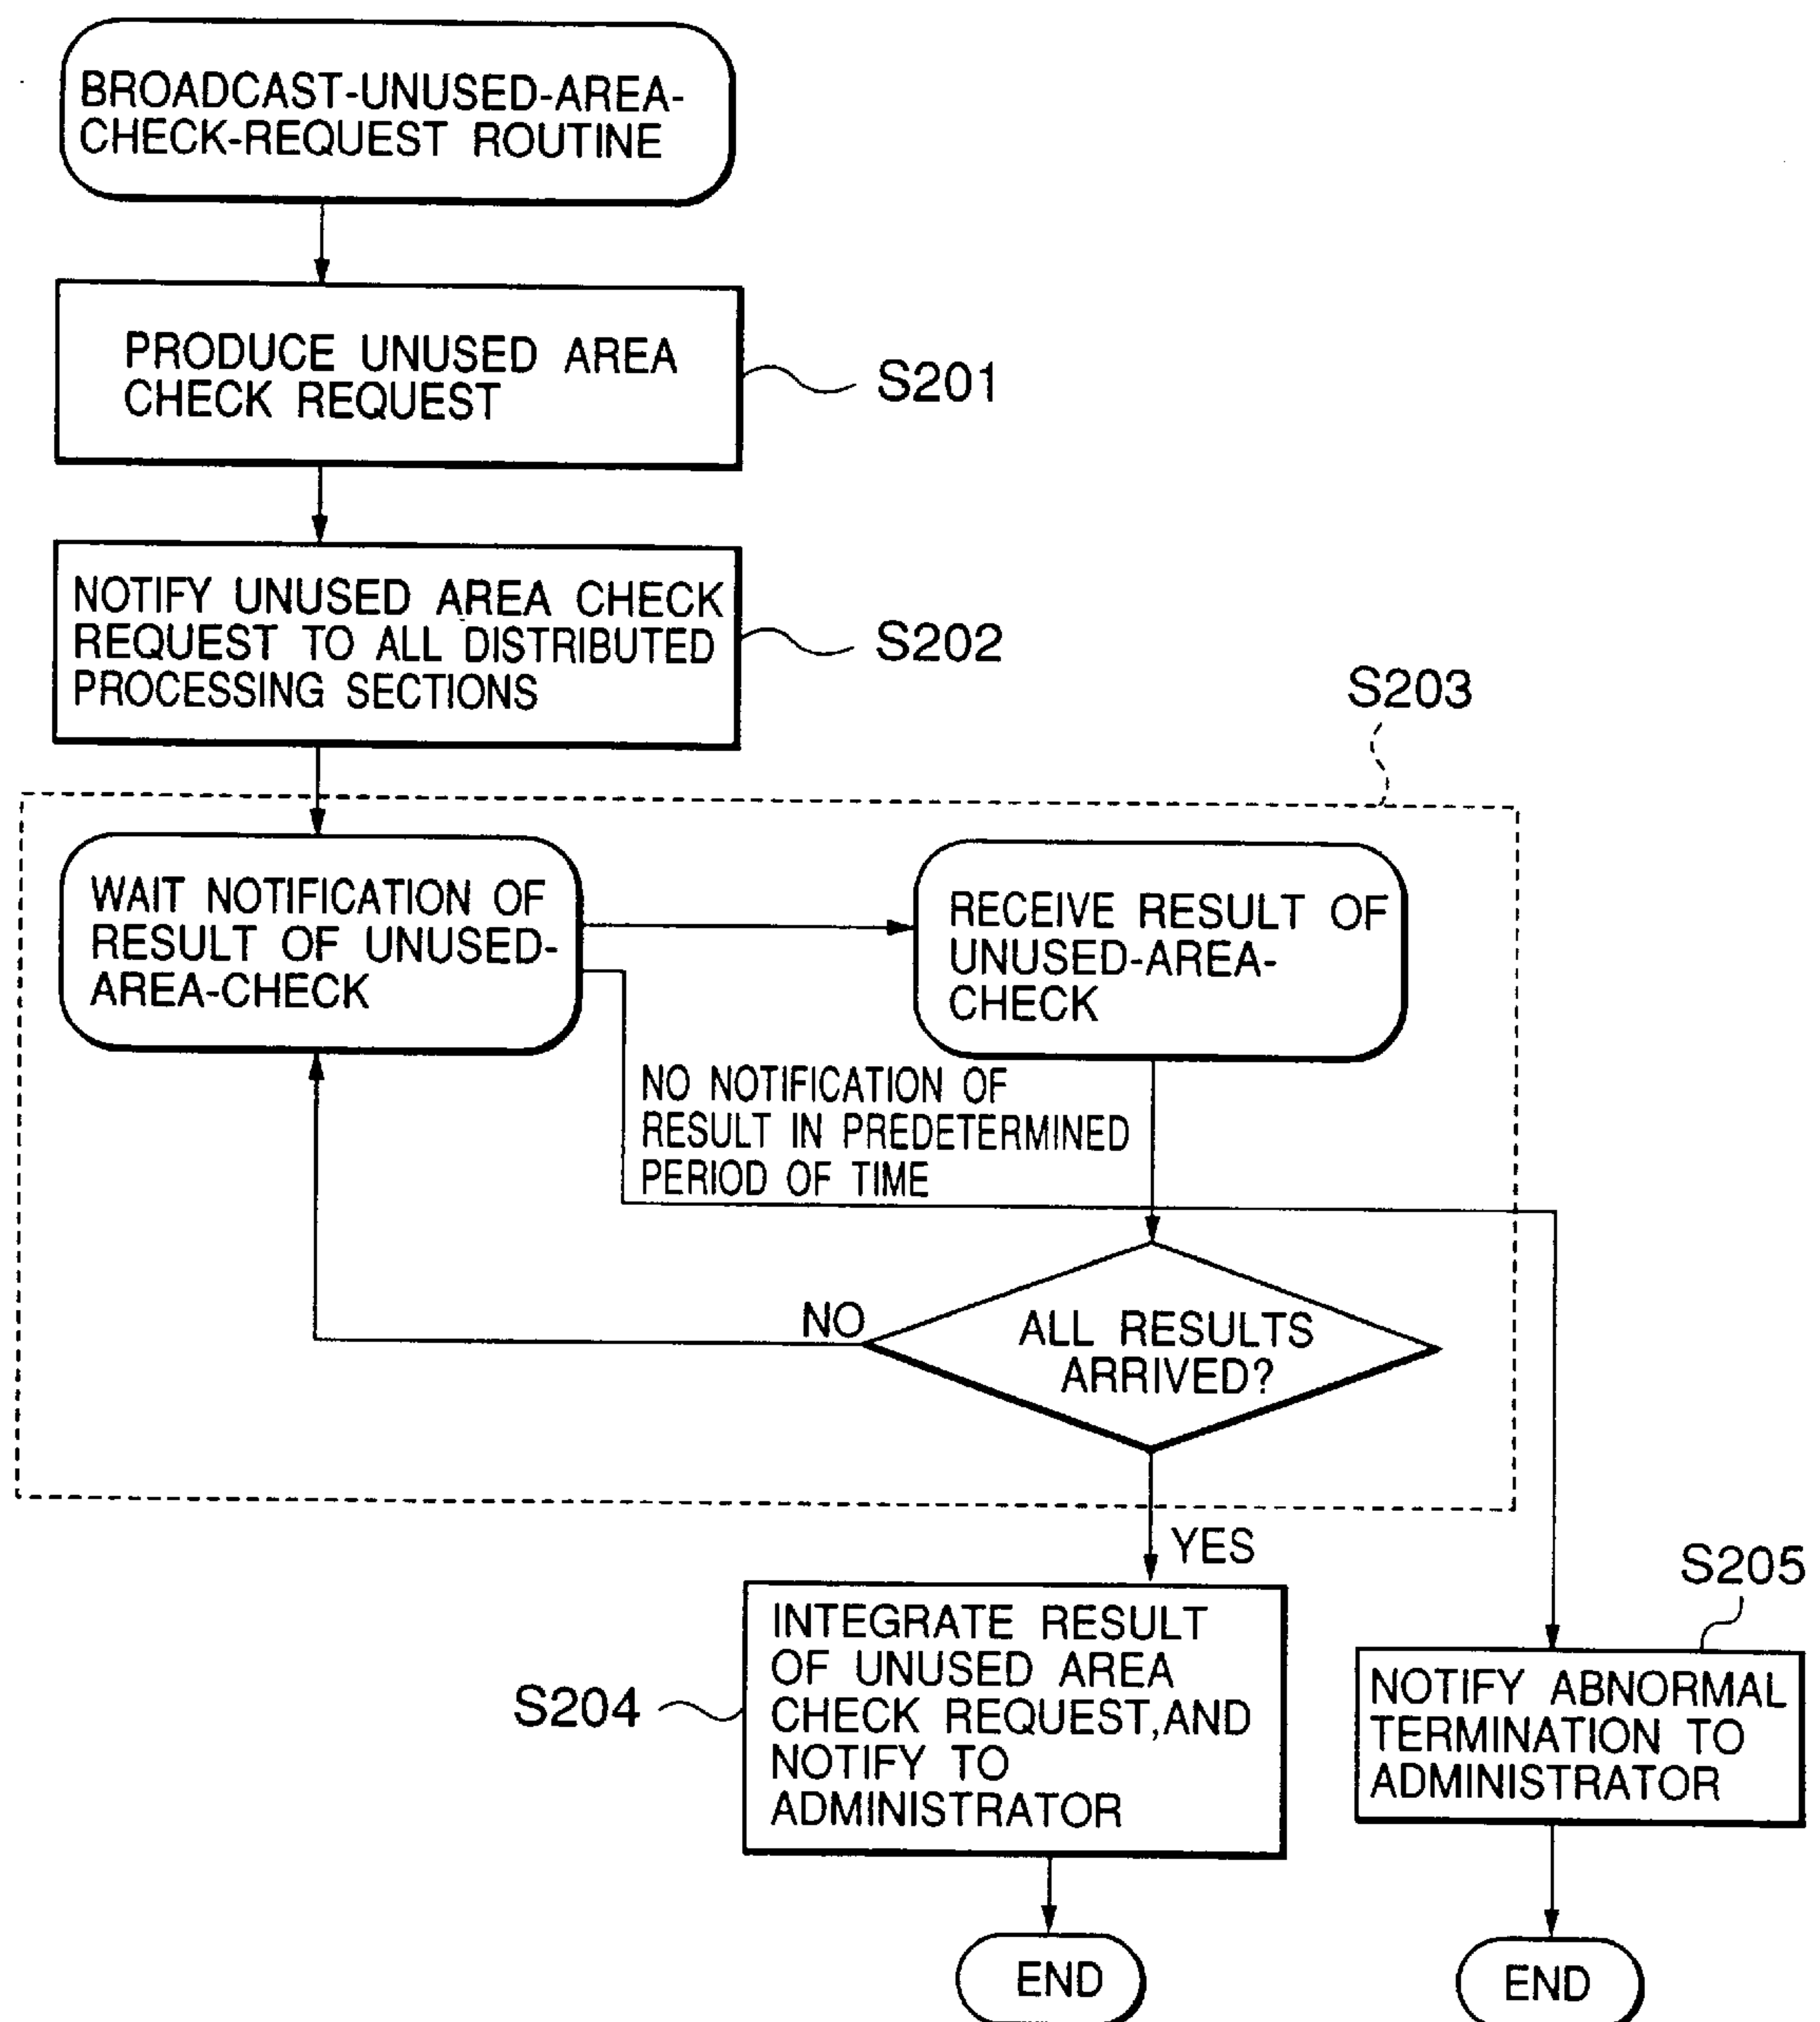 BROADCAST-UNUSED-AREA-
CHECK-REQUEST ROUTINE
PRODUCE UNUSED AREA
CHECK REQUEST
S201
NOTIFY UNUSED AREA CHECK
REQUEST TO ALL DISTRIBUTED
PROCESSING SECTIONS
S202
S203
WAIT NOTIFICATION OF
RESULT OF UNUSED-
AREA-CHECK
RECEIVE RESULT OF
UNUSED-AREA-
CHECK
NO NOTIFICATION OF
RESULT IN PREDETERMINED
PERIOD OF TIME
NO
ALL RESULTS
ARRIVED?
YES
S204
INTEGRATE RESULT
OF UNUSED AREA
CHECK REQUEST,AND
NOTIFY TO
ADMINISTRATOR
S205
NOTIFY ABNORMAL
TERMINATION TO
ADMINISTRATOR
END
END